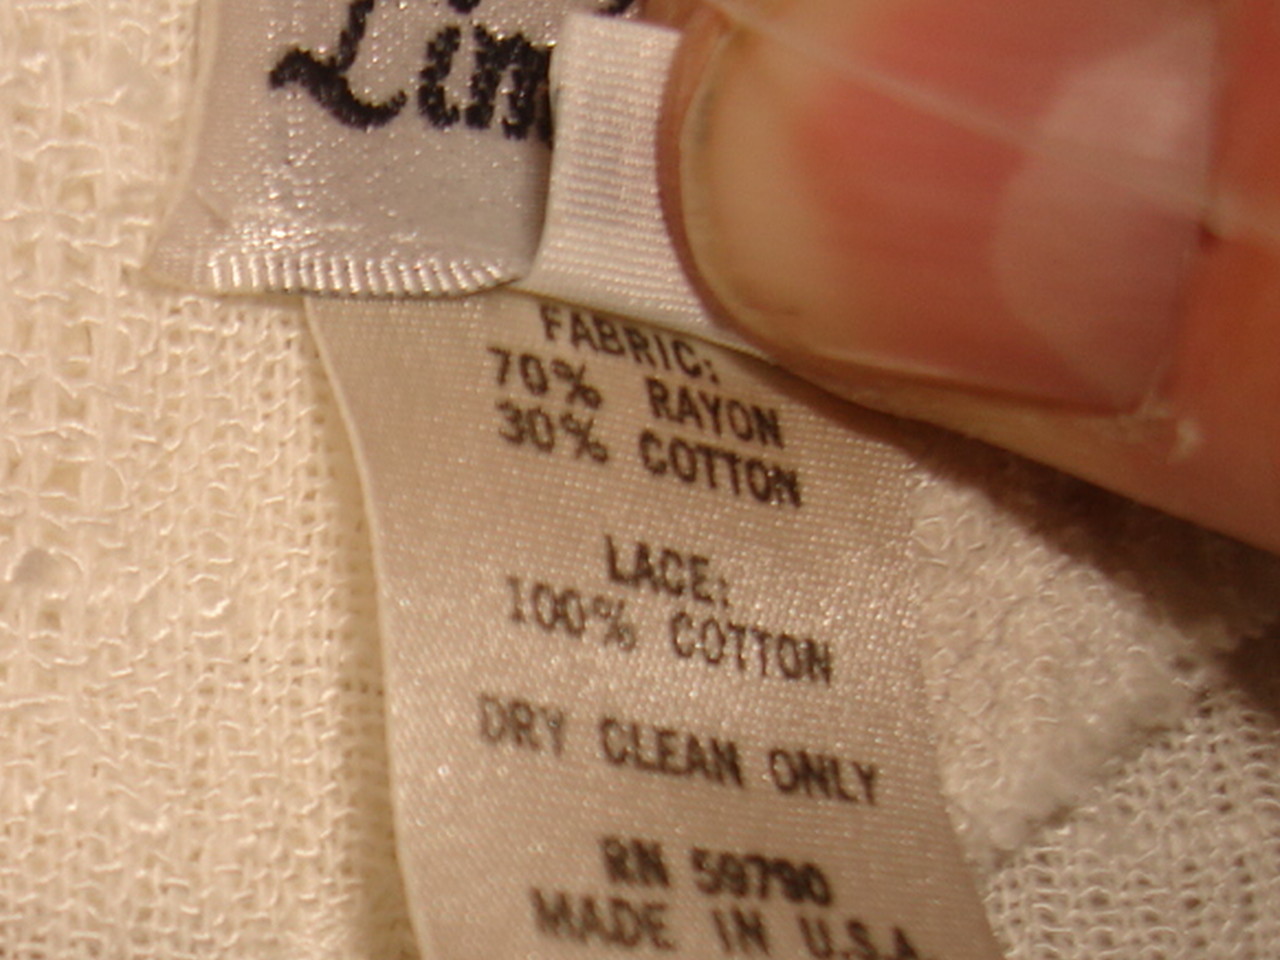 FABRIC:
70% RAYON
30% COTTON
LACE:
100% COTTON
DRY CLEAN ONLY
RN 59790
MADE IN U.S.A.